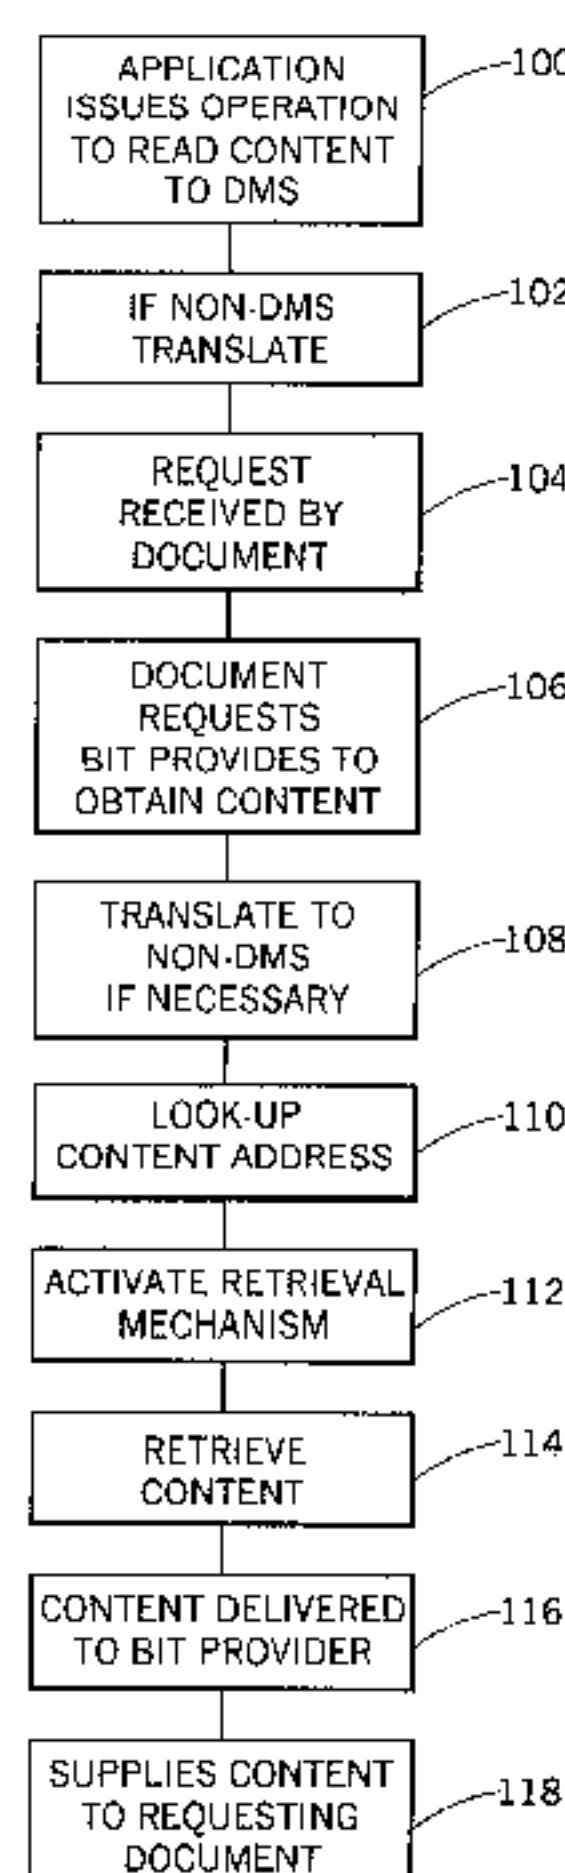 APPLICATION
ISSUES OPERATION
TO READ CONTENT
TO DMS
100
IF NON-DMS
TRANSLATE
102
REQUEST
RECEIVED BY
DOCUMENT
104
DOCUMENT
REQUESTS
BIT PROVIDES TO
OBTAIN CONTENT
106
TRANSLATE TO
NON-DMS
IF NECESSARY
108
LOOK-UP
CONTENT ADDRESS
110
ACTIVATE RETRIEVAL
MECHANISM
112
RETRIEVE
CONTENT
114
CONTENT DELIVERED
TO BIT PROVIDER
116
SUPPLIES CONTENT
TO REQUESTING
DOCUMENT
118